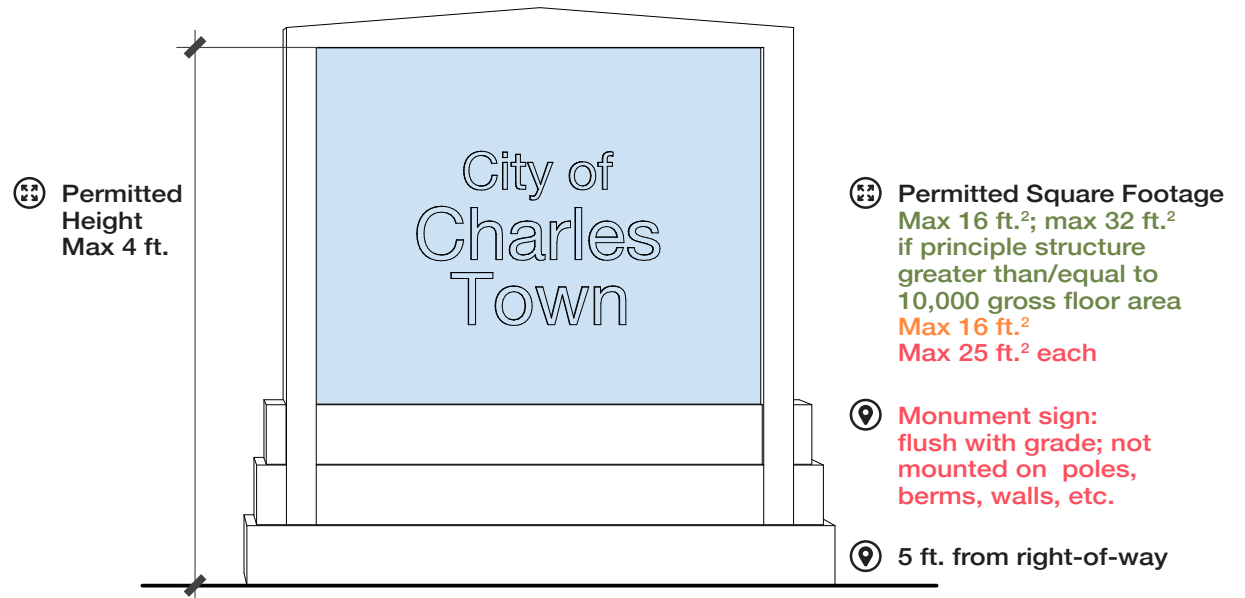 Permitted
Height
Max 4 ft.
City of
Charles
Town
Permitted Square Footage
Max 16 ft.²; max 32 ft.²
if principle structure
greater than/equal to
10,000 gross floor area
Max 16 ft.²
Max 25 ft.² each
Monument sign:
flush with grade; not
mounted on poles,
berms, walls, etc.
5 ft. from right-of-way